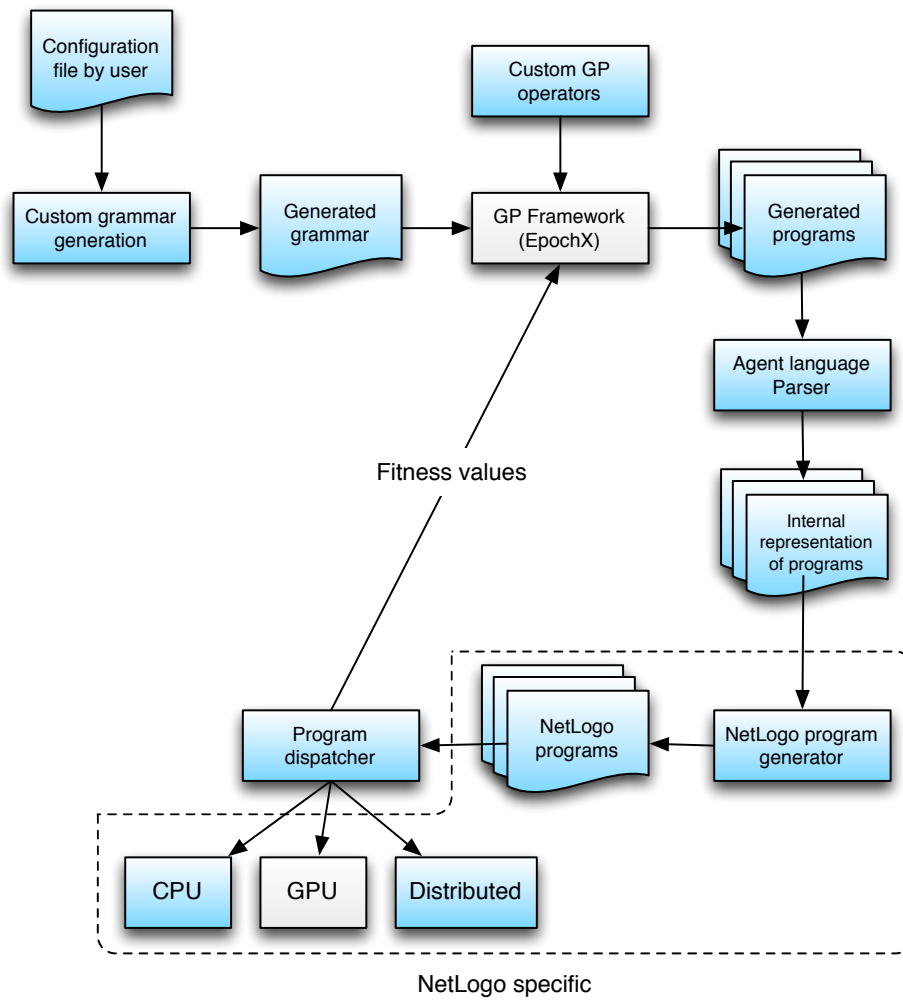 Configuration
file by user
Custom GP
operators
Custom grammar
generation
Generated
grammar
GP Framework
(EpochX)
Generated
programs
Agent language
Parser
Fitness values
Internal
representation
of programs
Program
dispatcher
NetLogo
programs
NetLogo program
generator
CPU
GPU
Distributed
NetLogo specific